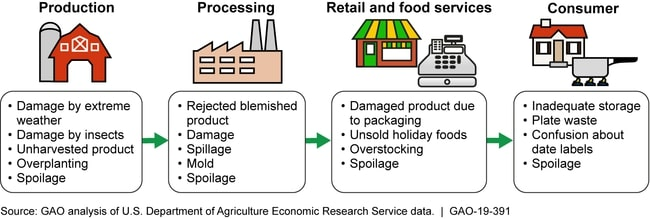 Production
Processing
Retail and food services
Consumer
• Damage by extreme
weather
• Damage by insects
• Unharvested product
• Overplanting
• Spoilage
• Rejected blemished
product
• Damage
• Spillage
• Mold
• Spoilage
• Damaged product due
to packaging
• Unsold holiday foods
• Overstocking
• Spoilage
• Inadequate storage
• Plate waste
• Confusion about
date labels
• Spoilage
Source: GAO analysis of U.S. Department of Agriculture Economic Research Service data. | GAO-19-391